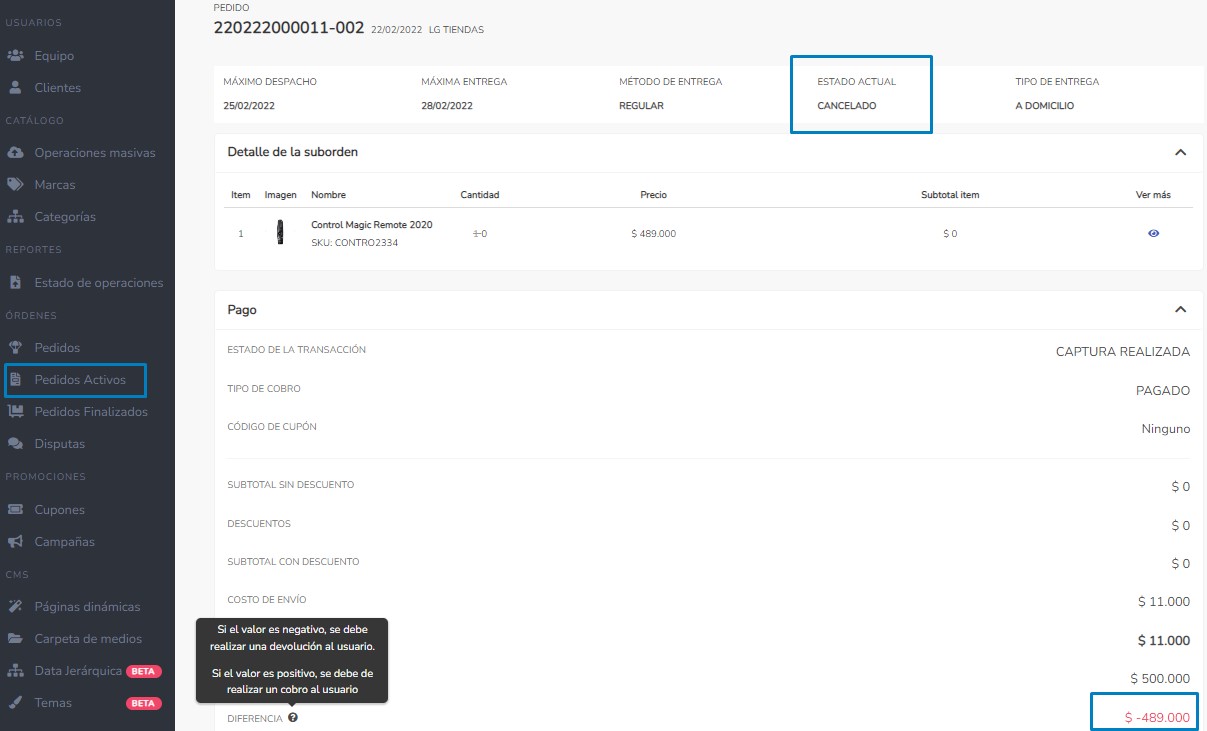 USUARIOS
Equipo
Clientes
CATÁLOGO
Operaciones masivas
Marcas
Categorías
REPORTES
Estado de operaciones
ÓRDENES
Pedidos
Pedidos Activos
Pedidos Finalizados
Disputas
PROMOCIONES
Cupones
Campañas
CMS
Páginas dinámicas
Carpeta de medios
Data Jerárquica BETA
Temas BETA
PEDIDO
220222000011-002 22/02/2022 LG TIENDAS
MÁXIMO DESPACHO MÁXIMA ENTREGA MÉTODO DE ENTREGA ESTADO ACTUAL TIPO DE ENTREGA
25/02/2022 28/02/2022 REGULAR CANCELADO A DOMICILIO
Detalle de la suborden
Item Imagen Nombre Cantidad Precio Subtotal item Ver más
1 Control Magic Remote 2020 1 0 $ 489.000 $ 0
SKU: CONTRO2334
Pago
ESTADO DE LA TRANSACCIÓN CAPTURA REALIZADA
TIPO DE COBRO PAGADO
CÓDIGO DE CUPÓN Ninguno
SUBTOTAL SIN DESCUENTO $ 0
DESCUENTOS $ 0
SUBTOTAL CON DESCUENTO $ 0
COSTO DE ENVÍO $ 11.000
Si el valor es negativo, se debe
realizar una devolución al usuario.
Si el valor es positivo, se debe de
realizar un cobro al usuario
$ 11.000
$ 500.000
DIFERENCIA ? $ -489.000